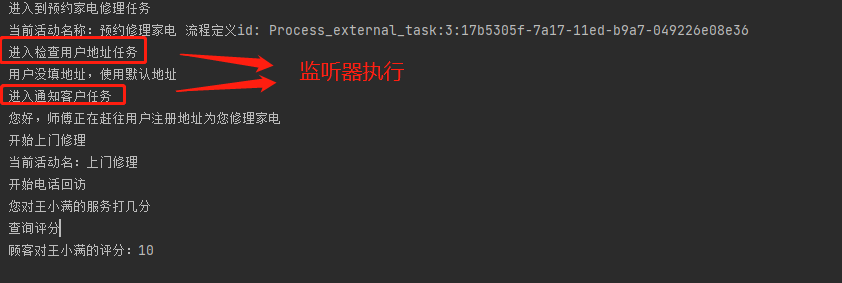 进入到预约家电修理任务
当前活动名称：预约修理家电 流程定义id: Process_external_task:3:17b5305f-7a17-11ed-b9a7-049226e08e36
进入检查用户地址任务
用户没填地址，使用默认地址
监听器执行
进入通知客户任务
您好，师傅正在赶往用户注册地址为您修理家电
开始上门修理
当前活动名：上门修理
开始电话回访
您对王小满的服务打几分
查询评分
顾客对王小满的评分：10